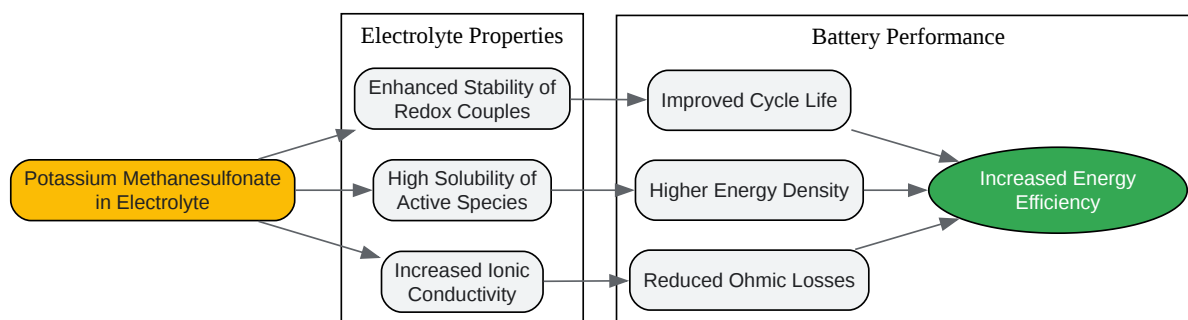 Electrolyte Properties
Battery Performance
Potassium Methanesulfonate
in Electrolyte
Enhanced Stability of
Redox Couples
High Solubility of
Active Species
Increased Ionic
Conductivity
Improved Cycle Life
Higher Energy Density
Reduced Ohmic Losses
Increased Energy
Efficiency